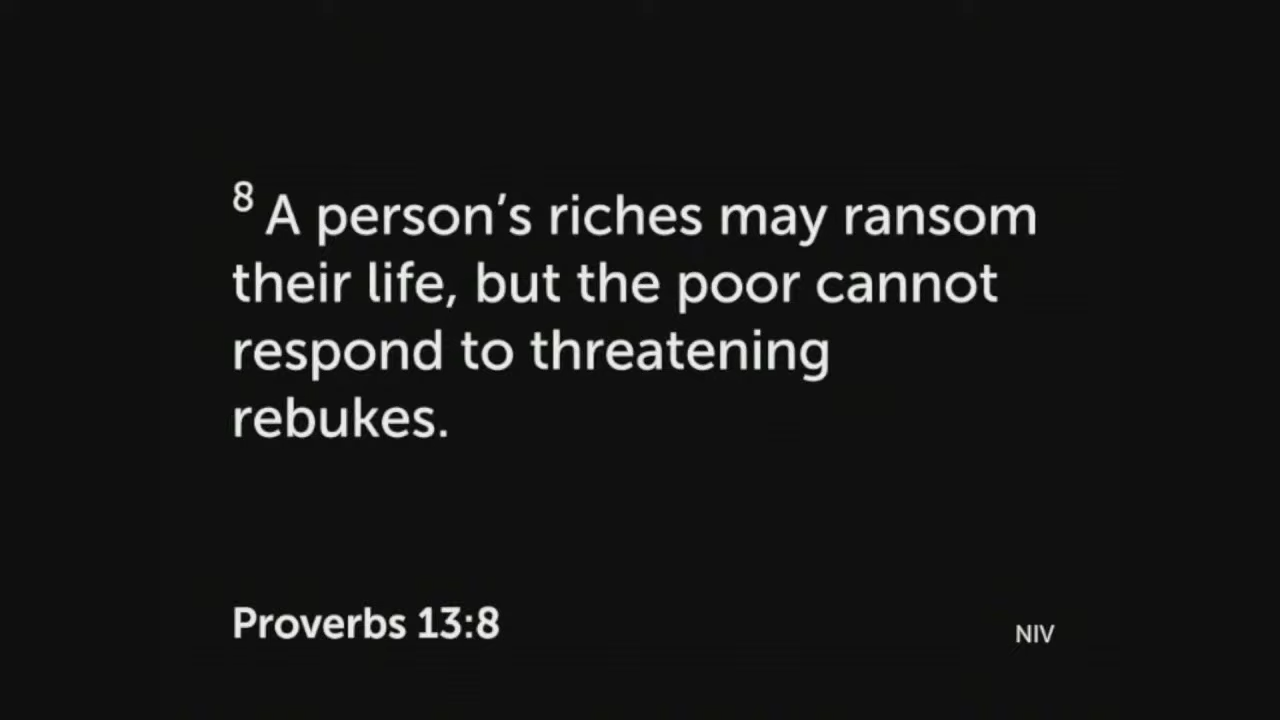 8 A person's riches may ransom
their life, but the poor cannot
respond to threatening
rebukes.
Proverbs 13:8
NIV